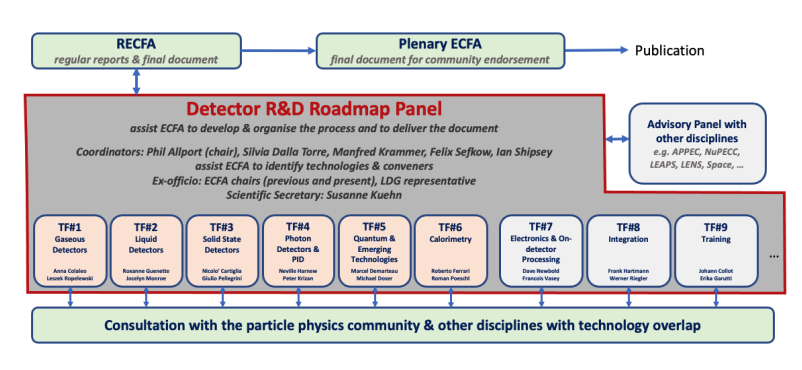 RECFA
regular reports & final document
Plenary ECFA
final document for community endorsement
Publication
Detector R&D Roadmap Panel
assist ECFA to develop & organise the process and to deliver the document
Coordinators: Phil Allport (chair), Silvia Dalla Torre, Manfred Krammer, Felix Sefkow, Ian Shipsey
assist ECFA to identify technologies & conveners
Ex-officio: ECFA chairs (previous and present), LDG representative
Scientific Secretary: Susanne Kuehn
Advisory Panel with
other disciplines
e.g. APPEC, NuPECC,
LEAPS, LENS, Space, ...
TF#1
Gaseous
Detectors
Anna Colaleo
Leszek Ropelewski
TF#2
Liquid
Detectors
Roxanne Guenette
Jocelyn Monroe
TF#3
Solid State
Detectors
Nicolo' Cartiglia
Giulio Pellegrini
TF#4
Photon
Detectors &
PID
Neville Harnew
Peter Krizan
TF#5
Quantum &
Emerging
Technologies
Marcel Demarteau
Michael Doser
TF#6
Calorimetry
Roberto Ferrari
Roman Poeschl
TF#7
Electronics & On-
detector
Processing
Dave Newbold
Francois Vasey
TF#8
Integration
Frank Hartmann
Werner Riegler
TF#9
Training
Johann Collot
Erika Garutti
...
Consultation with the particle physics community & other disciplines with technology overlap